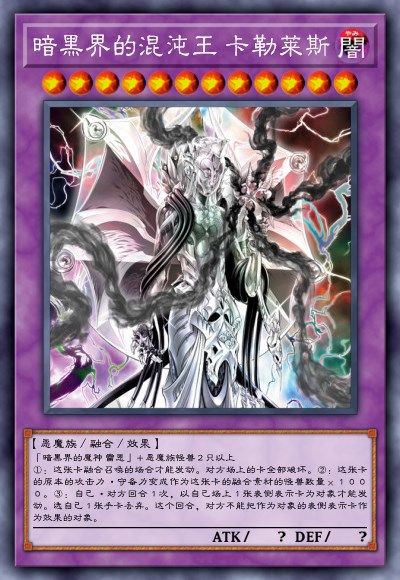 暗黑界的混沌王 卡勒莱斯
闇
やみ
【恶魔族／融合／效果】
「暗黑界的魔神 雷恩」＋恶魔族怪兽２只以上
①：这张卡融合召唤的场合才能发动。对方场上的卡全部破坏。②：这张卡
的原本的攻击力・守备力变成作为这张卡的融合素材的怪兽数量×１００
０。③：自己・对方回合１次，以自己场上１张表侧表示卡为对象才能发
动。选自己１张手卡丢弃。这个回合，对方不能把作为对象的表侧表示卡作
为效果的对象。
ATK／ ? DEF／ ?